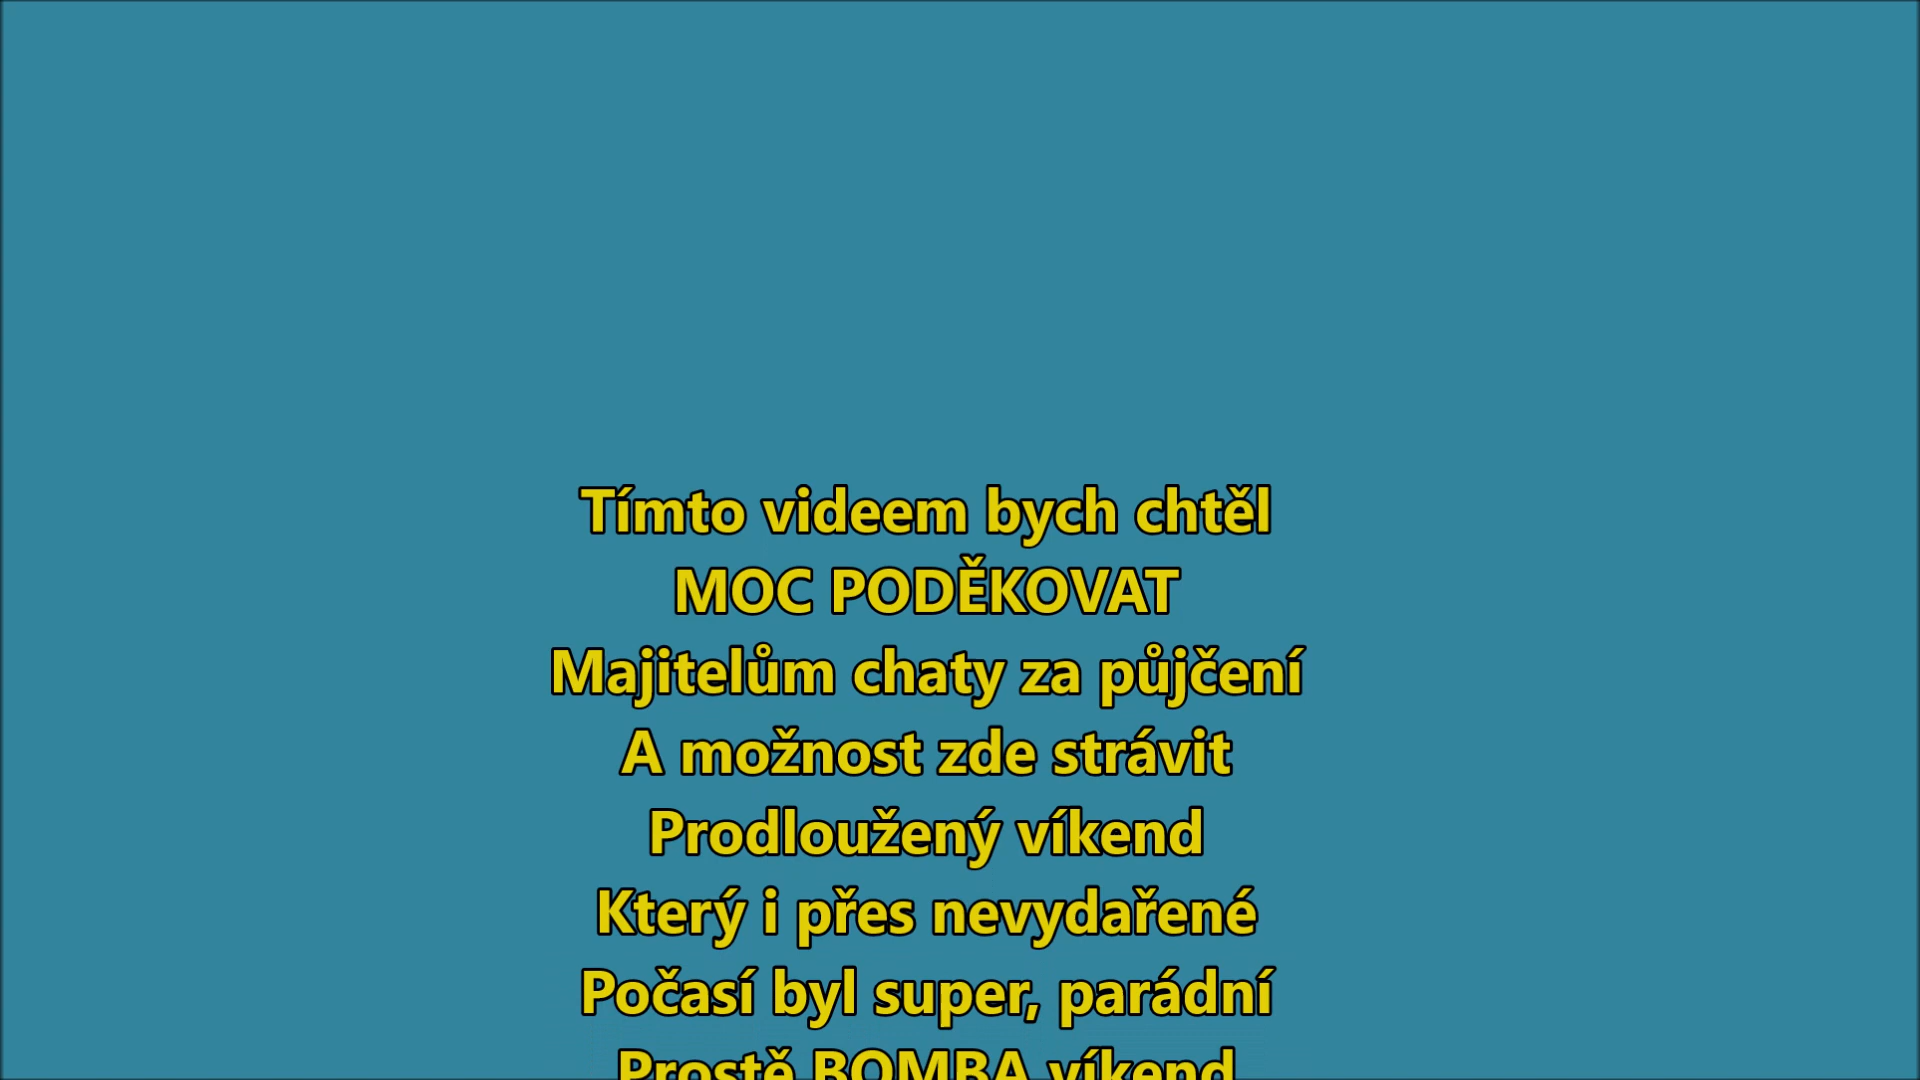 Tímto videem bych chtěl
MOC PODĚKOVAT
Majitelům chaty za půjčení
A možnost zde strávit
Prodloužený víkend
Který i přes nevydařené
Počasí byl super, parádní
Prostě BOMBA víkend